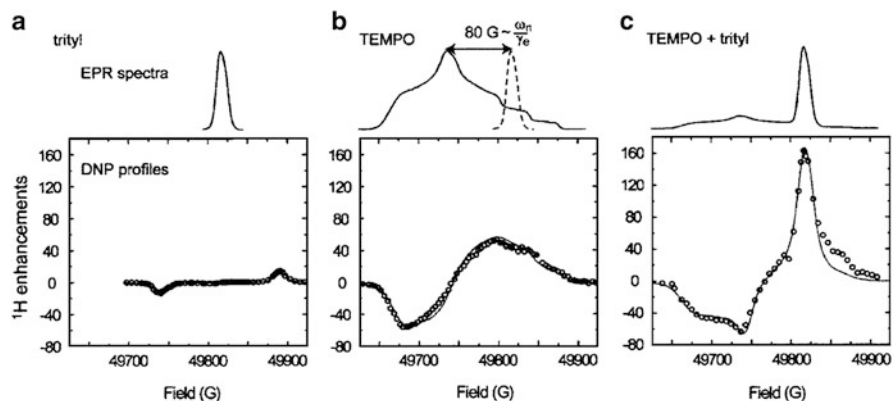 a
trityl
EPR spectra
b
TEMPO
80 G ~ ωn/γe
c
TEMPO + trityl
DNP profiles
¹H enhancements
160
120
80
40
0
-40
-80
160
120
80
40
0
-40
-80
160
120
80
40
0
-40
-80
49700 49800 49900
49700 49800 49900
49700 49800 49900
Field (G)
Field (G)
Field (G)